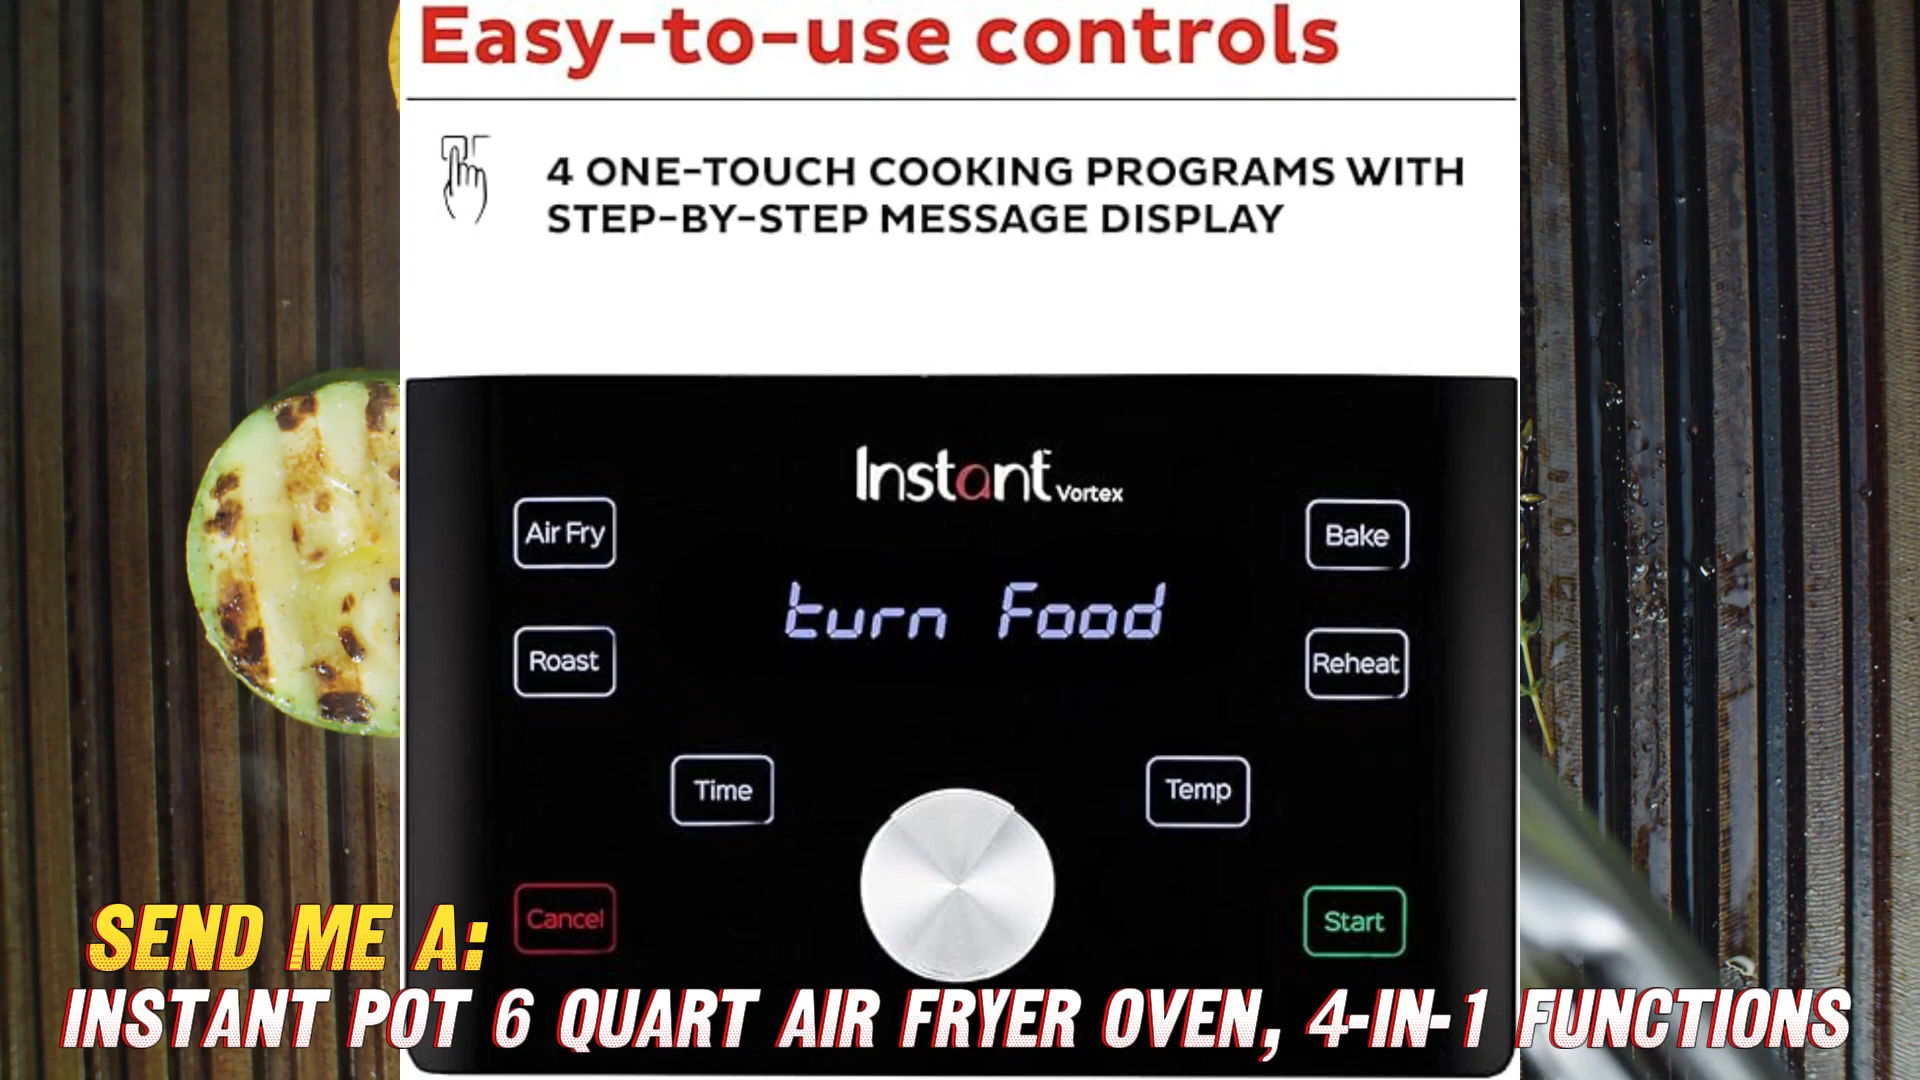 Easy-to-use controls
4 ONE-TOUCH COOKING PROGRAMS WITH
STEP-BY-STEP MESSAGE DISPLAY
Instant Vortex
Air Fry
Bake
turn Food
Roast
Reheat
Time
Temp
Cancel
Start
SEND ME A:
INSTANT POT 6 QUART AIR FRYER OVEN, 4-IN-1 FUNCTIONS